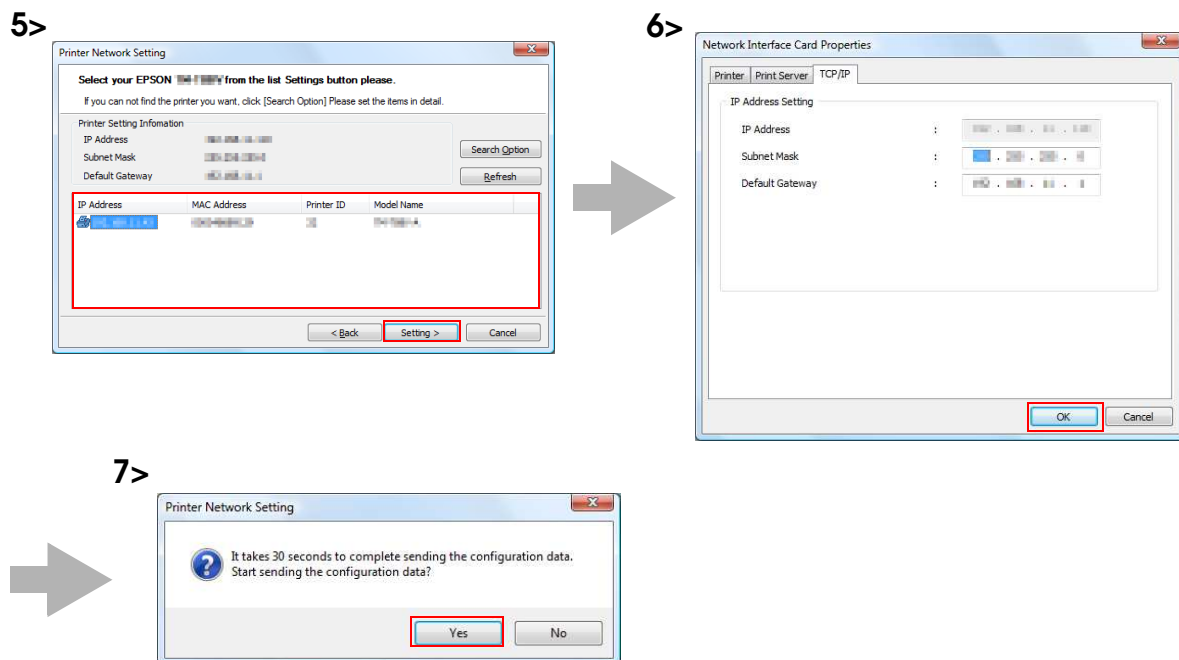 5>
Printer Network Setting
Select your EPSON from the list Settings button please.
If you can not find the printer you want, click [Search Option] Please set the items in detail.
Printer Setting Infomation
IP Address
Subnet Mask
Default Gateway
Search Option
Refresh
IP Address MAC Address Printer ID Model Name
< Back Setting > Cancel
6>
Network Interface Card Properties
Printer Print Server TCP/IP
IP Address Setting
IP Address :
Subnet Mask :
Default Gateway :
OK Cancel
7>
Printer Network Setting
It takes 30 seconds to complete sending the configuration data.
Start sending the configuration data?
Yes No